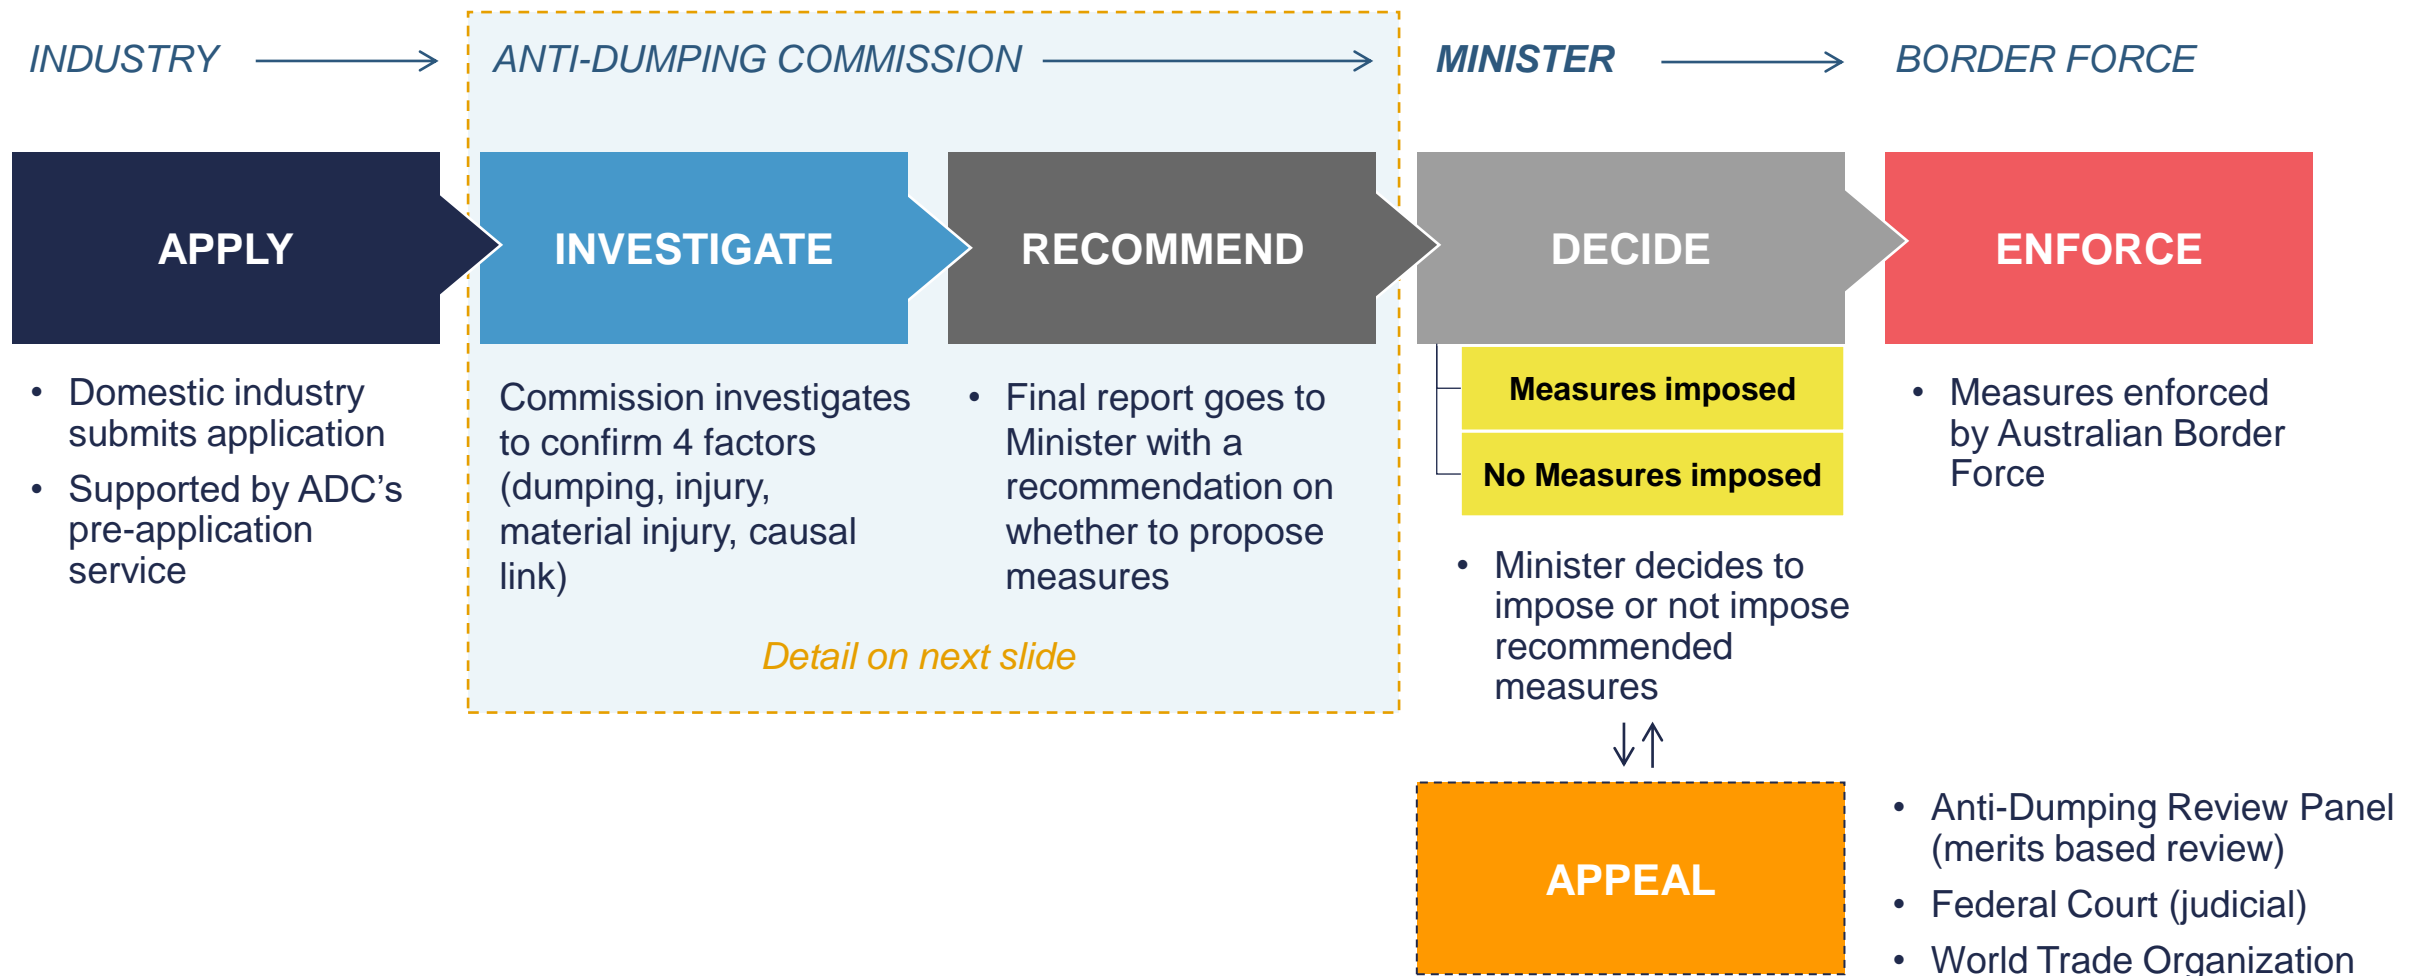 INDUSTRY
ANTI-DUMPING COMMISSION
MINISTER
BORDER FORCE
APPLY
INVESTIGATE
RECOMMEND
DECIDE
ENFORCE
• Domestic industry
submits application
• Supported by ADC’s
pre-application
service
Commission investigates
to confirm 4 factors
(dumping, injury,
material injury, causal
link)
• Final report goes to
Minister with a
recommendation on
whether to propose
measures
Detail on next slide
Measures imposed
No Measures imposed
• Minister decides to
impose or not impose
recommended
measures
• Measures enforced
by Australian Border
Force
APPEAL
• Anti-Dumping Review Panel
(merits based review)
• Federal Court (judicial)
• World Trade Organization